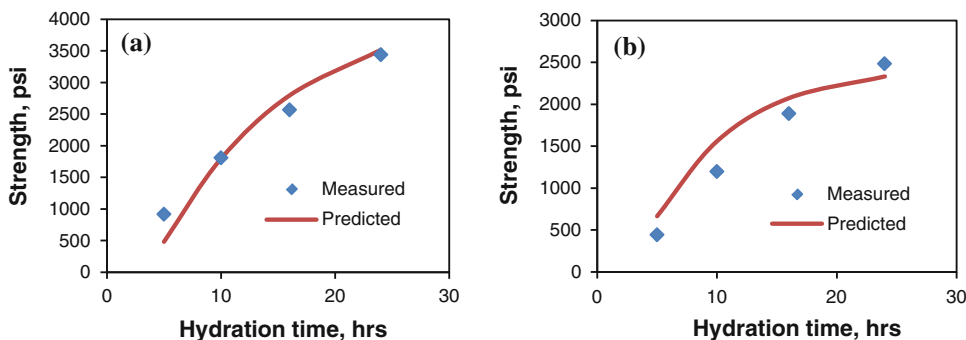 (a)
Strength, psi
4000
3500
3000
2500
2000
1500
1000
500
0
0 10 20 30
Hydration time, hrs
Measured
Predicted
(b)
Strength, psi
3000
2500
2000
1500
1000
500
0
0 10 20 30
Hydration time, hrs
Measured
Predicted